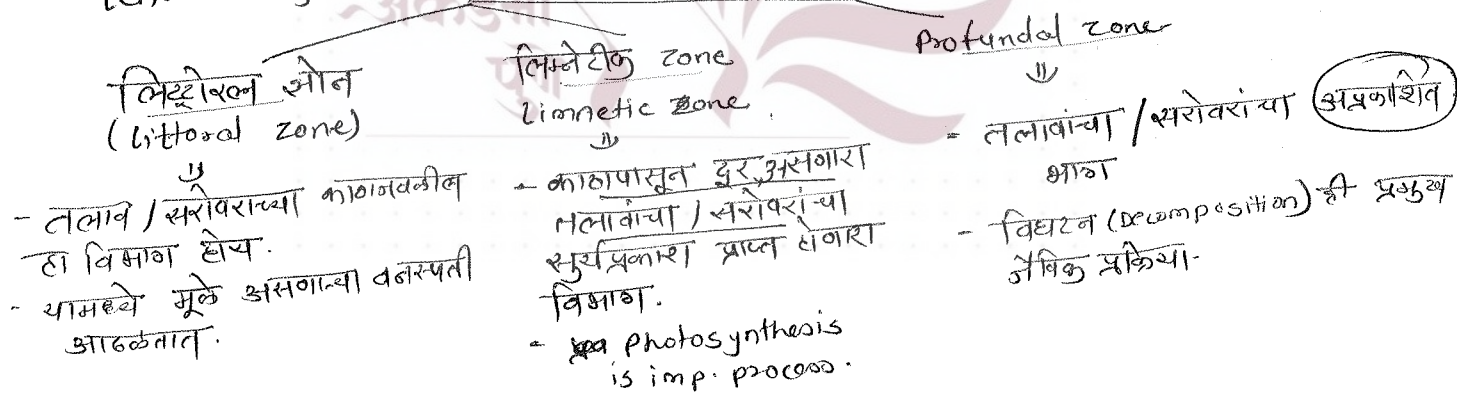 लिट्टोरल झोन
(Littoral zone)
- तलाव / सरोवराच्या काठाजवळील
हा विभाग होय.
- यामध्ये मूळे असणाऱ्या वनस्पती
आढळतात.
लिम्नेटीक zone
Limnetic zone.
- काठापासून दूर असणारा
तलावांचा / सरोवरांचा
सुर्यप्रकाश प्राप्त होणारा
विभाग.
- photosynthesis
is imp. process.
Profundal zone
- तलावांचा / सरोवरांचा अप्रकाशित
भाग
- विघटन (Decomposition) ही प्रमुख
जैविक प्रक्रिया.